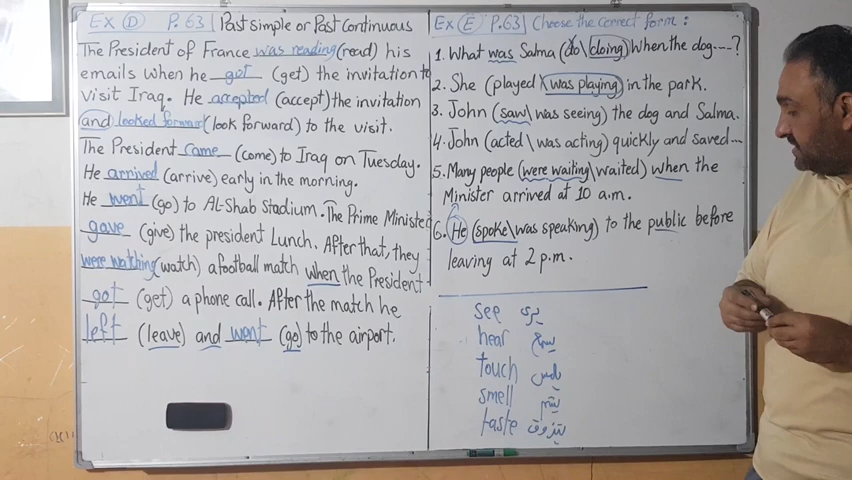 Ex D P.63 Past simple or Past Continuous
The President of France was reading (read) his
emails when he got (get) the invitation to
visit Iraq. He accepted (accept) the invitation
and looked forward (look forward) to the visit.
The President came (come) to Iraq on Tuesday.
He arrived (arrive) early in the morning.
He went (go) to AL-Shab Stadium. The Prime Minister
gave (give) the president Lunch. After that, they
were watching (watch) a football match when the President
got (get) a phone call. After the match he
left (leave) and went (go) to the airport.
Ex E P.63 Choose the correct form:
1. What was Salma (do\doing) when the dog----?
2. She (played\was playing) in the park.
3. John (saw\was seeing) the dog and Salma.
4. John (acted\was acting) quickly and saved---
5. Many people (were waiting\waited) when the
Minister arrived at 10 a.m.
6. He (spoke\was speaking) to the public before
leaving at 2 p.m.
see يرى
hear يسمع
touch يلمس
smell يشم
taste يتذوق